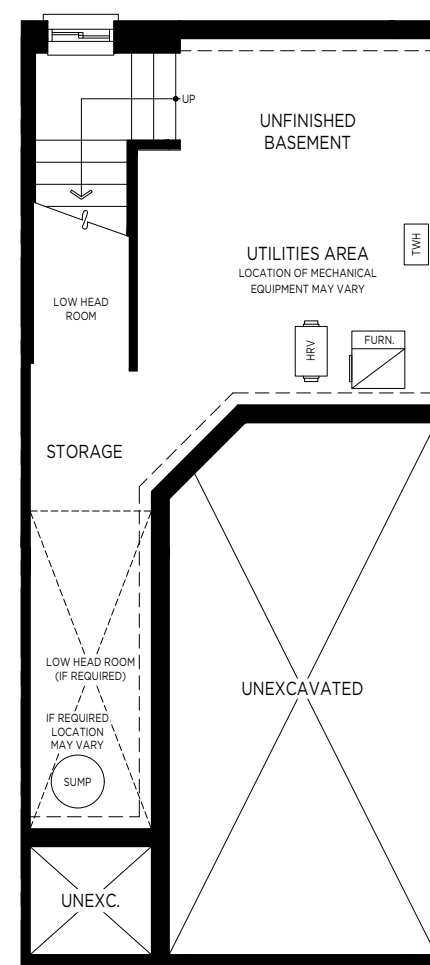 UP
UNFINISHED
BASEMENT
UTILITIES AREA
LOCATION OF MECHANICAL
EQUIPMENT MAY VARY
TWH
LOW HEAD
ROOM
HRV
FURN.
STORAGE
LOW HEAD ROOM
(IF REQUIRED)
IF REQUIRED
LOCATION
MAY VARY
SUMP
UNEXCAVATED
UNEXC.